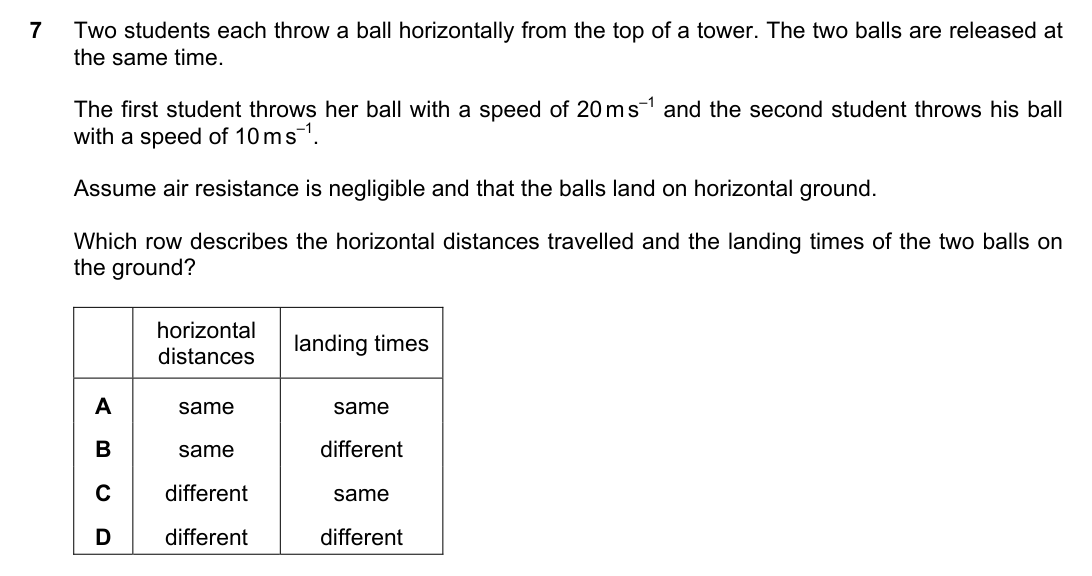 7 Two students each throw a ball horizontally from the top of a tower. The two balls are released at
the same time.
The first student throws her ball with a speed of 20 m s⁻¹ and the second student throws his ball
with a speed of 10 m s⁻¹.
Assume air resistance is negligible and that the balls land on horizontal ground.
Which row describes the horizontal distances travelled and the landing times of the two balls on
the ground?
horizontal
distances
landing times
A same same
B same different
C different same
D different different